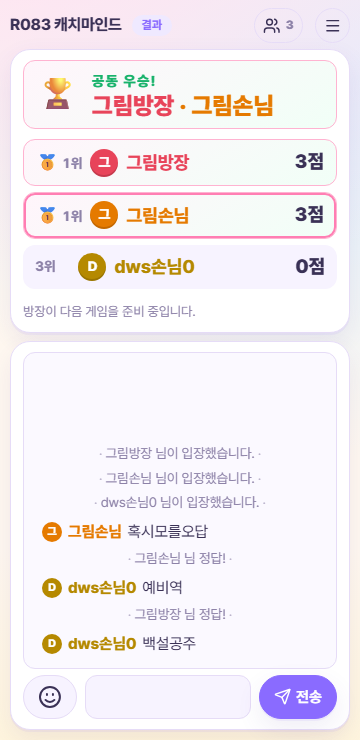 R083 캐치마인드 결과 3
공동 우승!
그림방장 · 그림손님
1위 그 그림방장 3점
1위 그 그림손님 3점
3위 D dws손님0 0점
방장이 다음 게임을 준비 중입니다.
· 그림방장 님이 입장했습니다. ·
· 그림손님 님이 입장했습니다. ·
· dws손님0 님이 입장했습니다. ·
그 그림손님 혹시모를오답
· 그림손님 님 정답! ·
D dws손님0 예비역
· 그림방장 님 정답! ·
D dws손님0 백설공주
전송